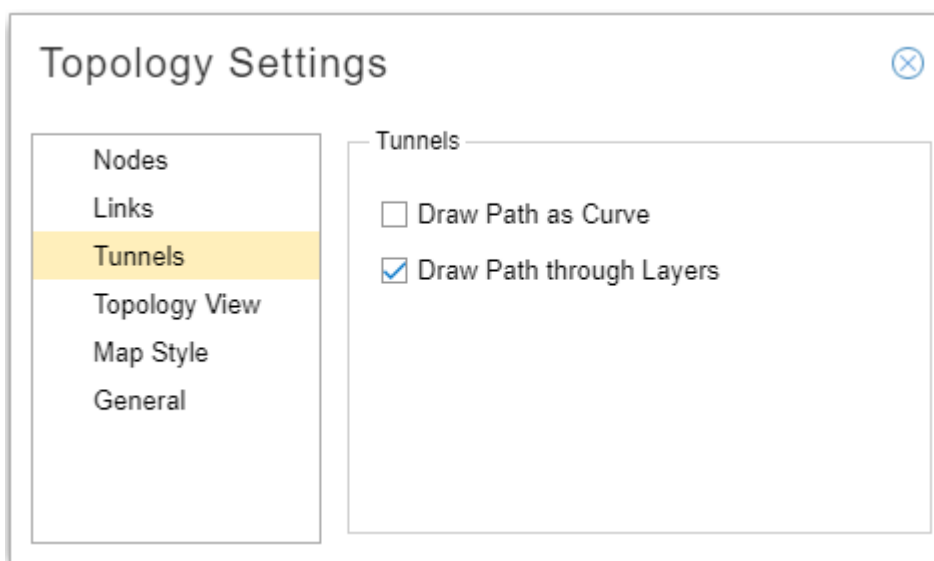 Topology Settings
Nodes
Links
Tunnels
Topology View
Map Style
General
Tunnels
Draw Path as Curve
Draw Path through Layers